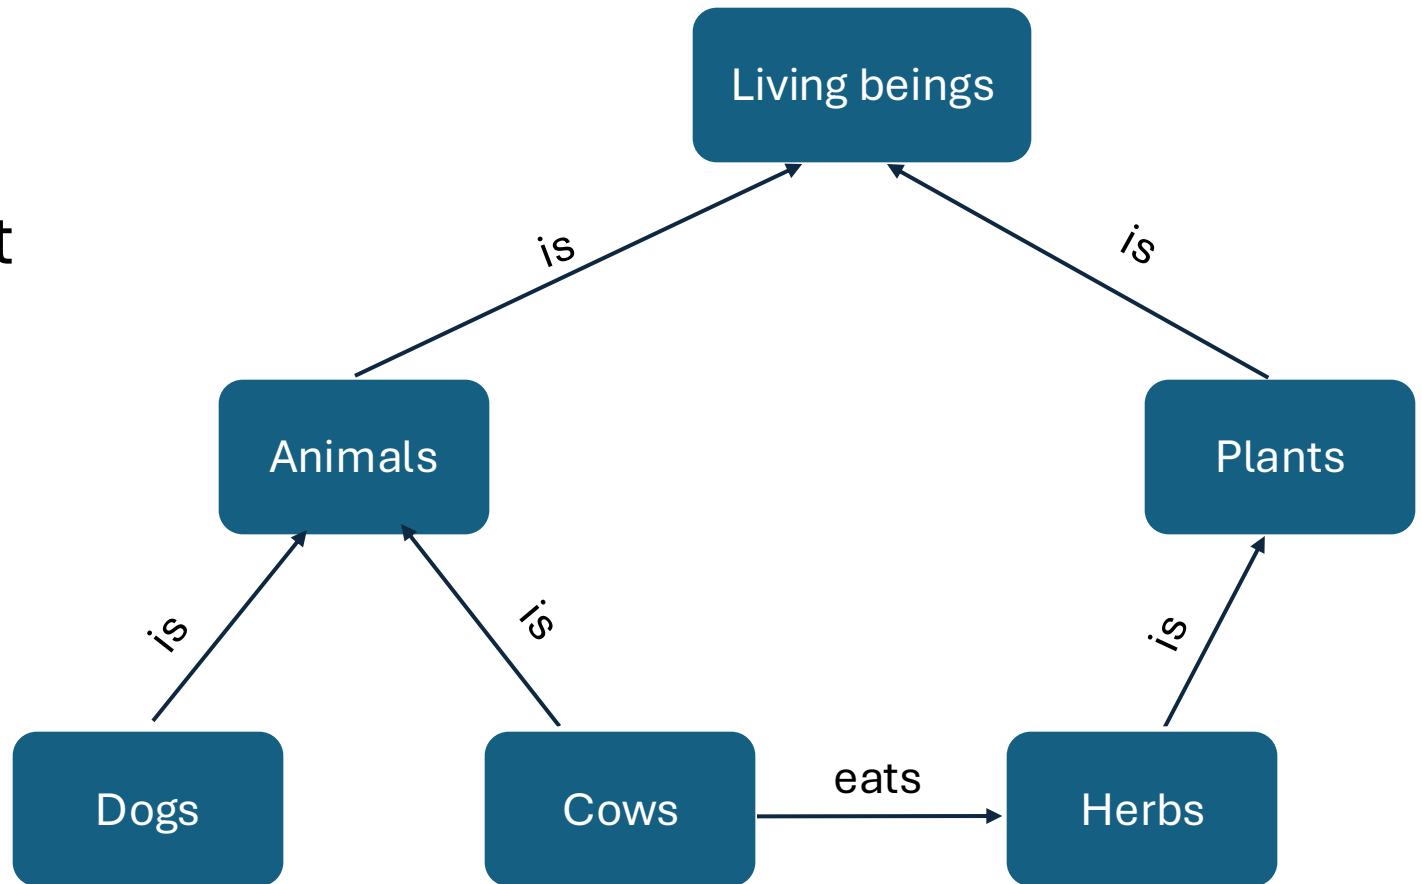 Living beings
t
is
is
Animals
Plants
is
is
is
Dogs
Cows
eats
Herbs